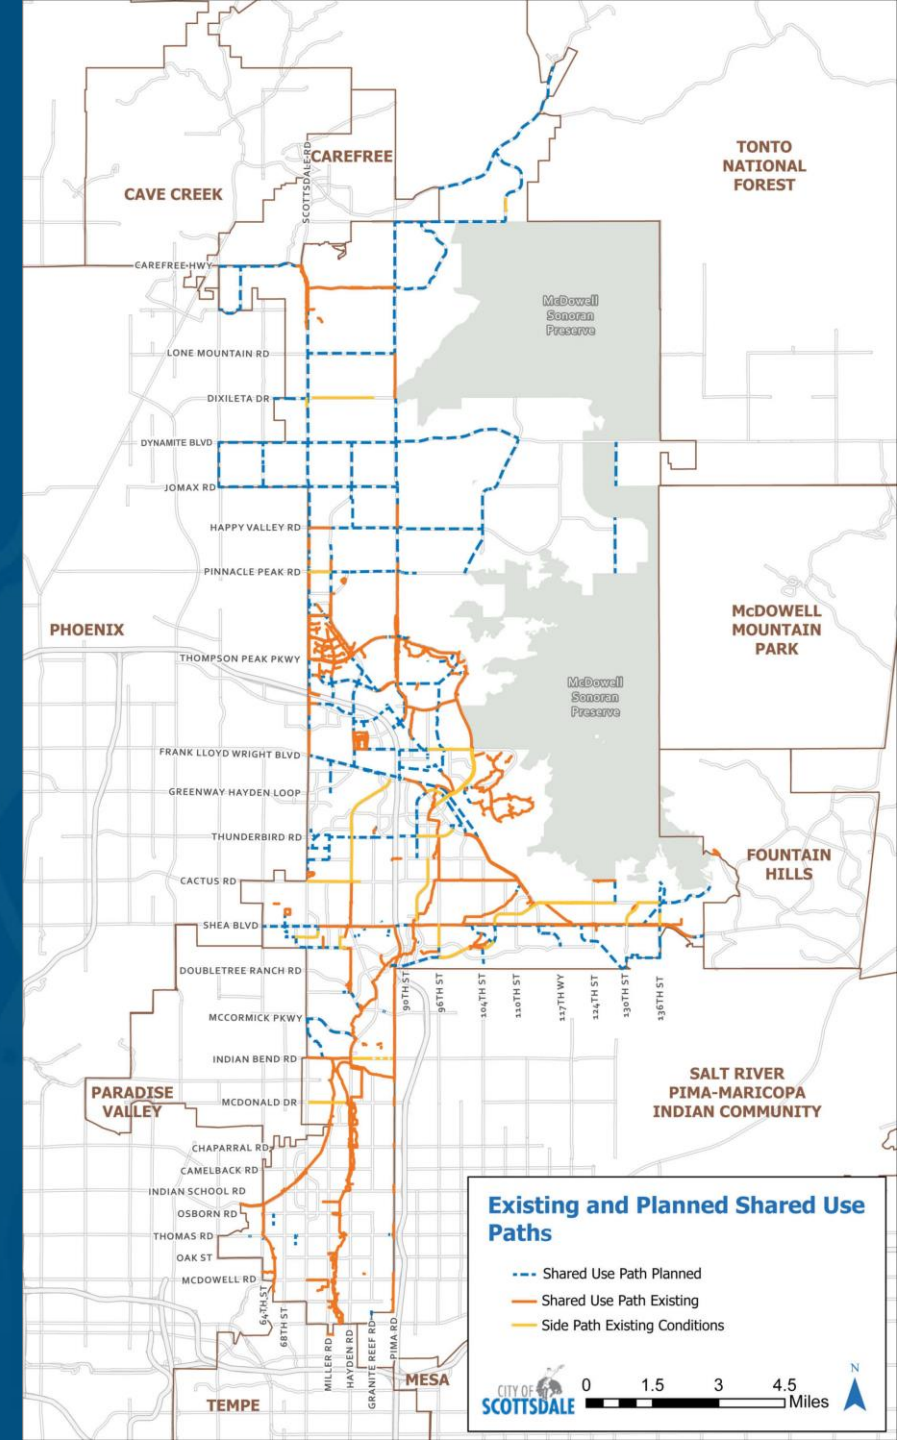 CAREFREE
CAVE CREEK
SCOTTSDALE RD
TONTO
NATIONAL
FOREST
CAREFREE HWY
McDowell
Sonoran
Preserve
LONE MOUNTAIN RD
DIXILETA DR
DYNAMITE BLVD
JOMAX RD
HAPPY VALLEY RD
PINNACLE PEAK RD
PHOENIX
McDOWELL
MOUNTAIN
PARK
THOMPSON PEAK PKWY
McDowell
Sonoran
Preserve
FRANK LLOYD WRIGHT BLVD
GREENWAY HAYDEN LOOP
THUNDERBIRD RD
FOUNTAIN
HILLS
CACTUS RD
SHEA BLVD
DOUBLETREE RANCH RD
90TH ST
96TH ST
104TH ST
110TH ST
117TH WY
124TH ST
130TH ST
136TH ST
MCCORMICK PKWY
INDIAN BEND RD
PARADISE
VALLEY
MCDONALD DR
SALT RIVER
PIMA-MARICOPA
INDIAN COMMUNITY
CHAPARRAL RD
CAMELBACK RD
INDIAN SCHOOL RD
OSBORN RD
THOMAS RD
OAK ST
MCDOWELL RD
64TH ST
68TH ST
MILLER RD
HAYDEN RD
GRANITE REEF RD
PIMA RD
MESA
TEMPE
Existing and Planned Shared Use
Paths
Shared Use Path Planned
Shared Use Path Existing
Side Path Existing Conditions
CITY OF
SCOTTSDALE
0 1.5 3 4.5
Miles
N